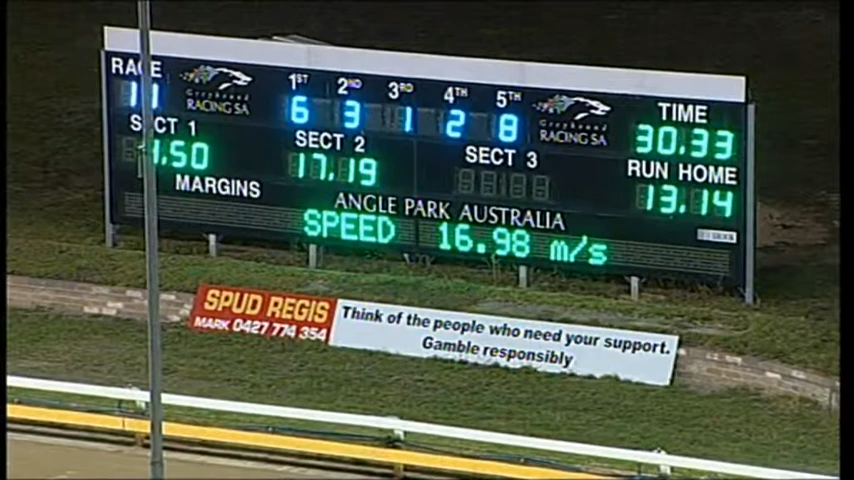 RACE 1ST 2ND 3RD 4TH 5TH TIME
11 Greyhound RACING SA 6 3 1 2 8 Greyhound RACING SA 30.33
SECT 1 SECT 2 SECT 3 RUN HOME
17.19 13.14
MARGINS ANGLE PARK AUSTRALIA
SPEED 16.98 m/s
SPUD REGIS
MARK 0427 774 354
Think of the people who need your support.
Gamble responsibly